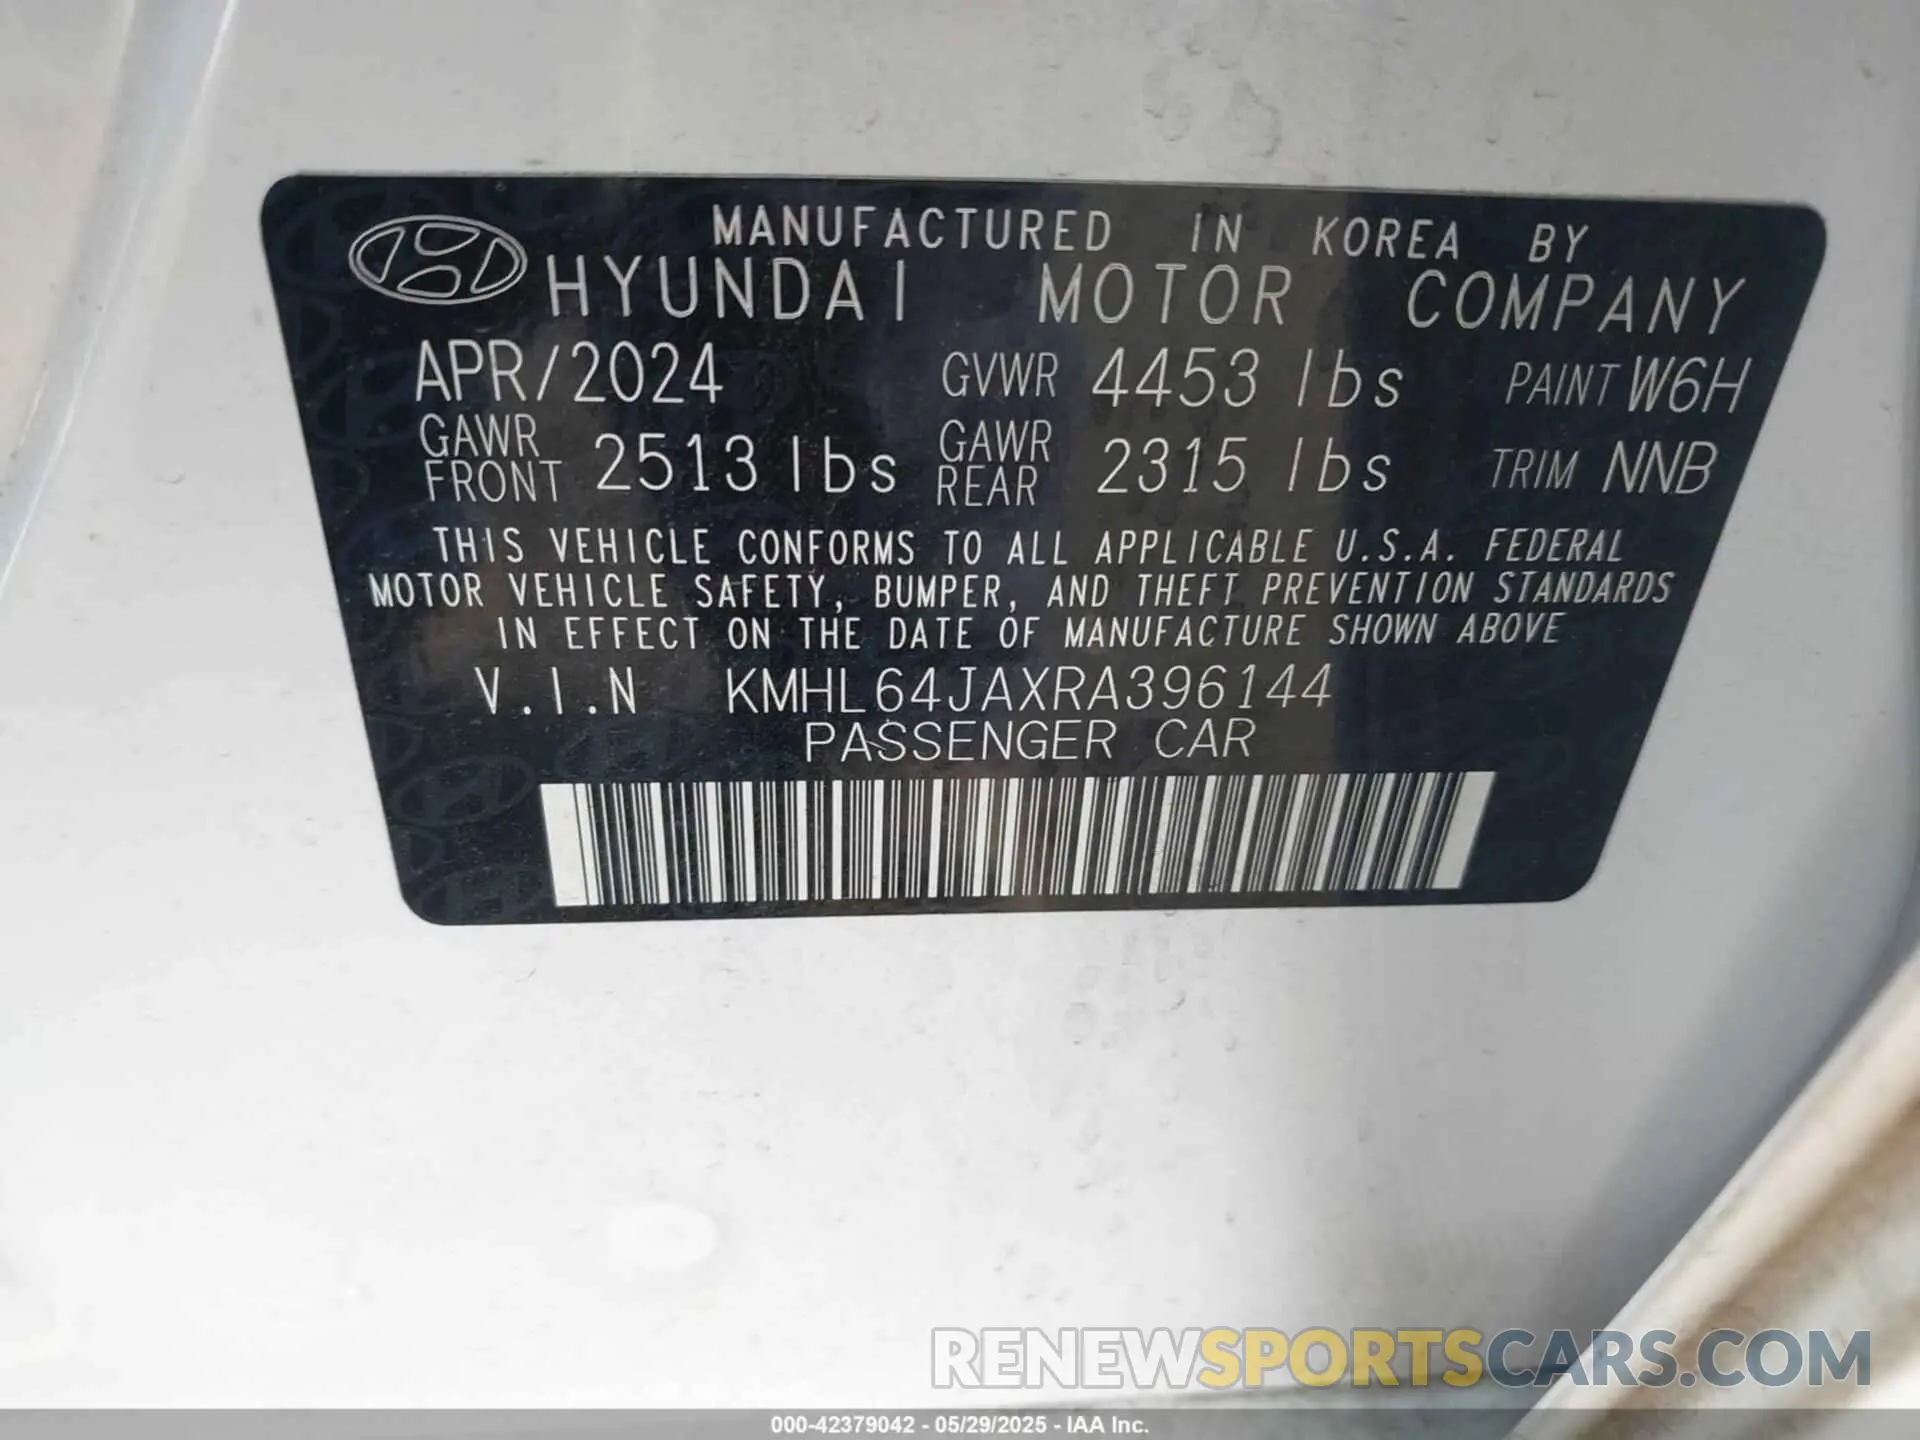 MANUFACTURED IN KOREA BY
HYUNDAI MOTOR COMPANY
APR/2024 GVWR 4453 lbs PAINT W6H
GAWR FRONT 2513 lbs GAWR REAR 2315 lbs TRIM NNB
THIS VEHICLE CONFORMS TO ALL APPLICABLE U.S.A. FEDERAL
MOTOR VEHICLE SAFETY, BUMPER, AND THEFT PREVENTION STANDARDS
IN EFFECT ON THE DATE OF MANUFACTURE SHOWN ABOVE
V.I.N KMHL64JAXRA396144
PASSENGER CAR
RENEWSPORTSCARS.COM
000-42379042 - 05/29/2025 - IAA Inc.